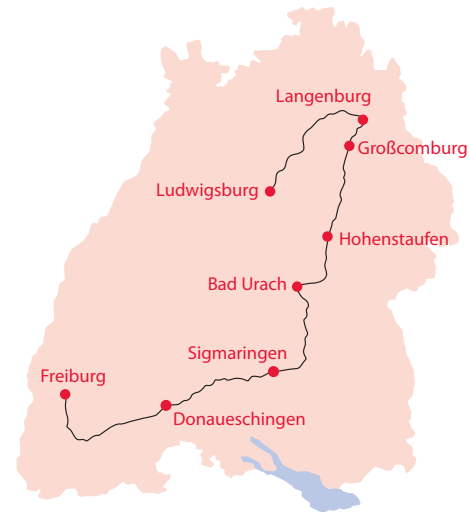 Langenburg
Großcomburg
Ludwigsburg
Hohenstaufen
Bad Urach
Sigmaringen
Freiburg
Donaueschingen